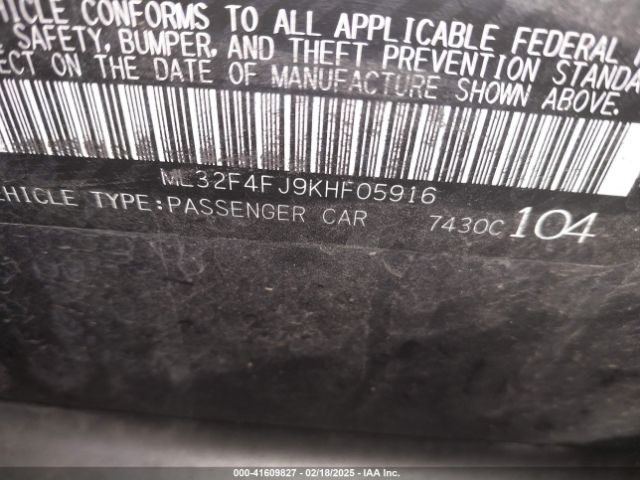 HICLE CONFORMS TO ALL APPLICABLE FEDERAL
SAFETY, BUMPER, AND THEFT PREVENTION STANDA
ECT ON THE DATE OF MANUFACTURE SHOWN ABOVE.
ML32F4FJ9KHF05916
EHICLE TYPE:PASSENGER CAR 7430C 104
000-41609827 - 02/18/2025 - IAA Inc.